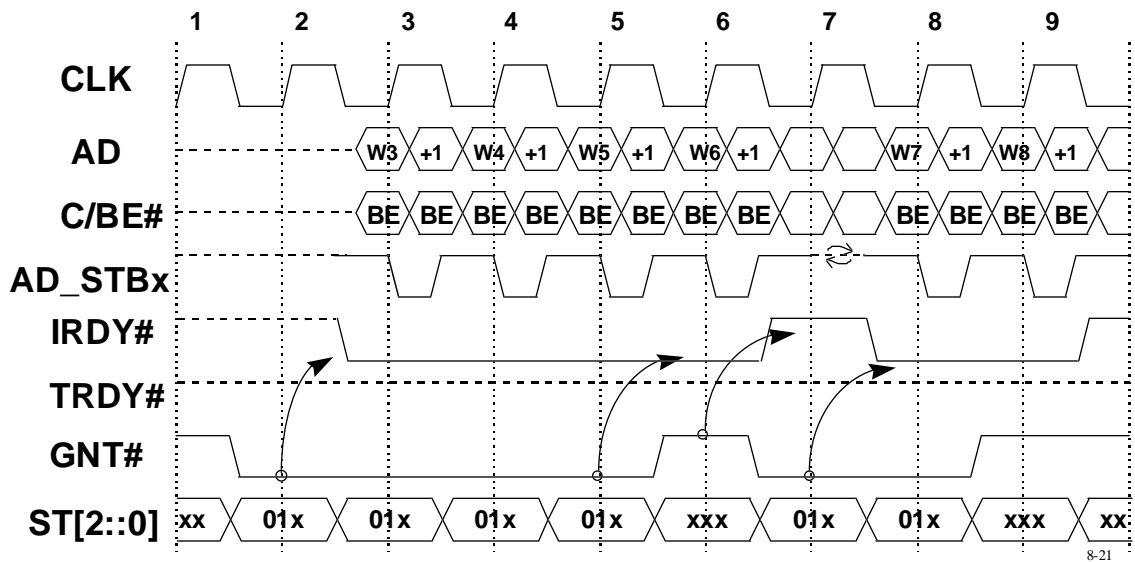 1 2 3 4 5 6 7 8 9
CLK
AD W3 +1 W4 +1 W5 +1 W6 +1 W7 +1 W8 +1
C/BE# BE BE BE BE BE BE BE BE BE BE BE BE
AD_STBx
IRDY#
TRDY#
GNT#
ST[2::0] xx 01x 01x 01x 01x xxx 01x 01x xxx xx
8-21